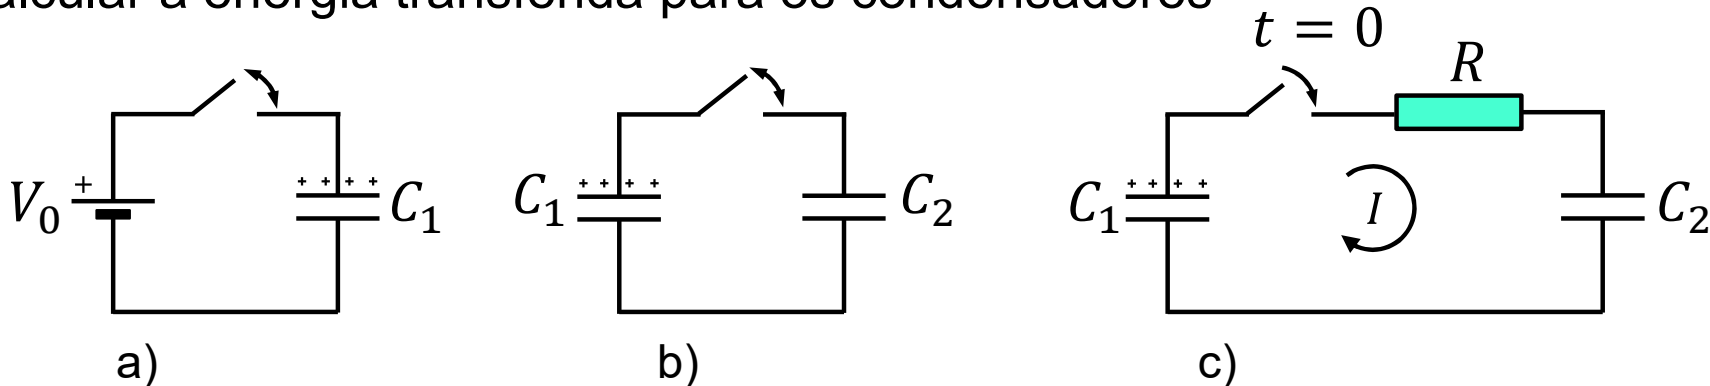 alcular a energia transferida para os condensadores
t = 0
R
V₀ + + + + + C₁
C₁ + + + + C₂
C₁ + + + + I C₂
a)
b)
c)